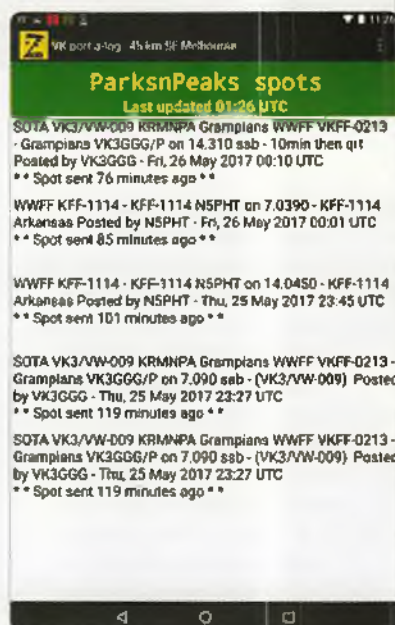 11:26
VK port-a-log - 45 km SE Melbourne
ParksnPeaks spots
Last updated 01:26 UTC
SOTA VK3/VW-009 KRMNPA Grampians WWFF VKFF-0213
- Grampians VK3GGG/P on 14.310 ssb - 10min then qrt
Posted by VK3GGG - Fri, 26 May 2017 00:10 UTC
* * Spot sent 76 minutes ago * *
WWFF KFF-1114 - KFF-1114 N5PHT on 7.0390 - KFF-1114
Arkansas Posted by N5PHT - Fri, 26 May 2017 00:01 UTC
* * Spot sent 85 minutes ago * *
WWFF KFF-1114 - KFF-1114 N5PHT on 14.0450 - KFF-1114
Arkansas Posted by N5PHT - Thu, 25 May 2017 23:45 UTC
* * Spot sent 101 minutes ago * *
SOTA VK3/VW-009 KRMNPA Grampians WWFF VKFF-0213 -
Grampians VK3GGG/P on 7.090 ssb - (VK3/VW-009) Posted
by VK3GGG - Thu, 25 May 2017 23:27 UTC
* * Spot sent 119 minutes ago * *
SOTA VK3/VW-009 KRMNPA Grampians WWFF VKFF-0213 -
Grampians VK3GGG/P on 7.090 ssb - (VK3/VW-009) Posted
by VK3GGG - Thu, 25 May 2017 23:27 UTC
* * Spot sent 119 minutes ago * *